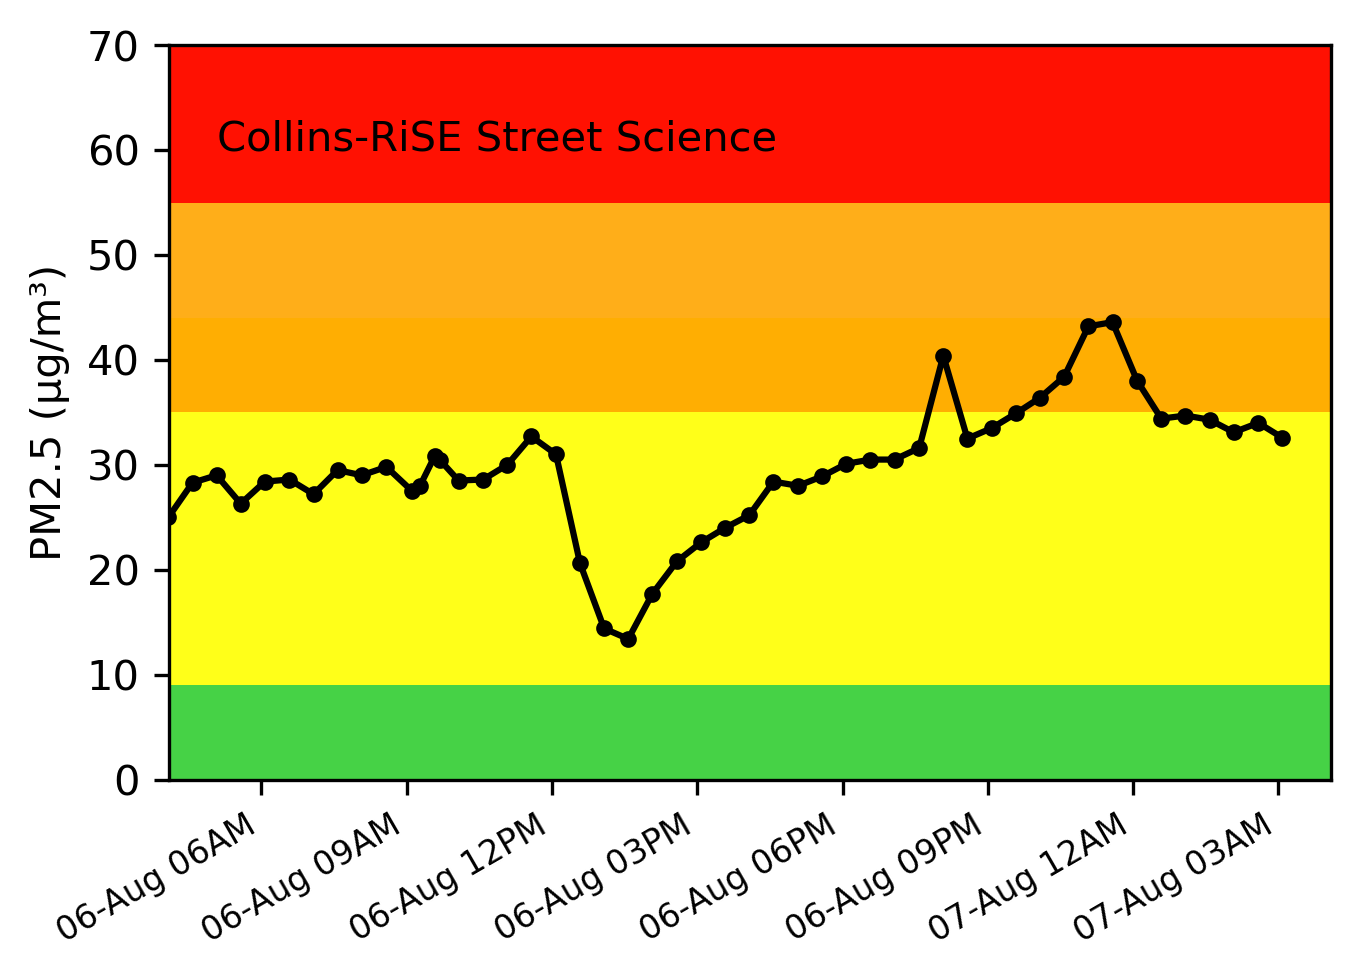 70
Collins-RiSE Street Science
60
50
40
30
20
10
0
PM2.5 (µg/m³)
06-Aug 06AM
06-Aug 09AM
06-Aug 12PM
06-Aug 03PM
06-Aug 06PM
06-Aug 09PM
07-Aug 12AM
07-Aug 03AM